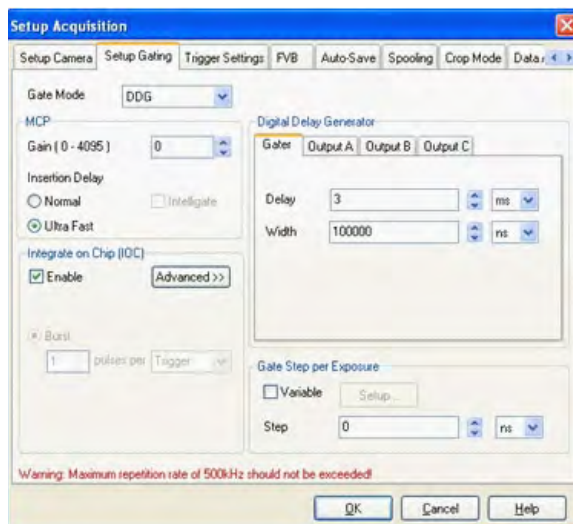 Setup Acquisition
Setup Camera Setup Gating Trigger Settings FVB Auto-Save Spooling Crop Mode Data
Gate Mode DDG
MCP
Gain ( 0 - 4095 ) 0
Insertion Delay
Normal Intelligate
Ultra Fast
Integrate on Chip (IOC)
Enable Advanced >>
Burst
1 pulses per Trigger
Digital Delay Generator
Gater Output A Output B Output C
Delay 3 ms
Width 100000 ns
Gate Step per Exposure
Variable Setup...
Step 0 ns
Warning: Maximum repetition rate of 500kHz should not be exceeded!
OK Cancel Help